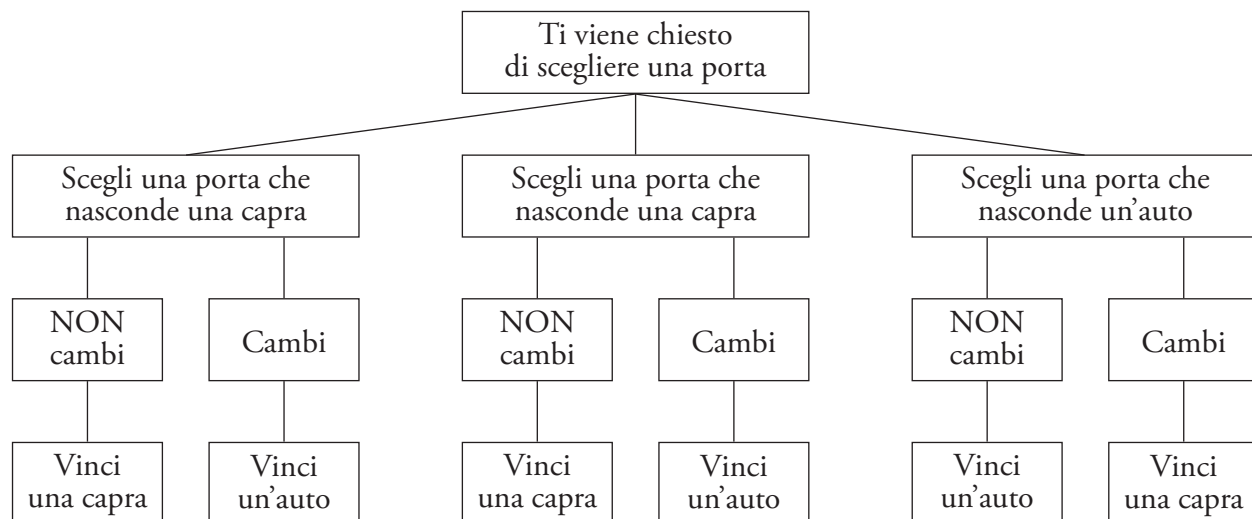 Ti viene chiesto
di scegliere una porta
Scegli una porta che
nasconde una capra
Scegli una porta che
nasconde una capra
Scegli una porta che
nasconde un’auto
NON
cambi
Cambi
NON
cambi
Cambi
NON
cambi
Cambi
Vinci
una capra
Vinci
un’auto
Vinci
una capra
Vinci
un’auto
Vinci
un’auto
Vinci
una capra